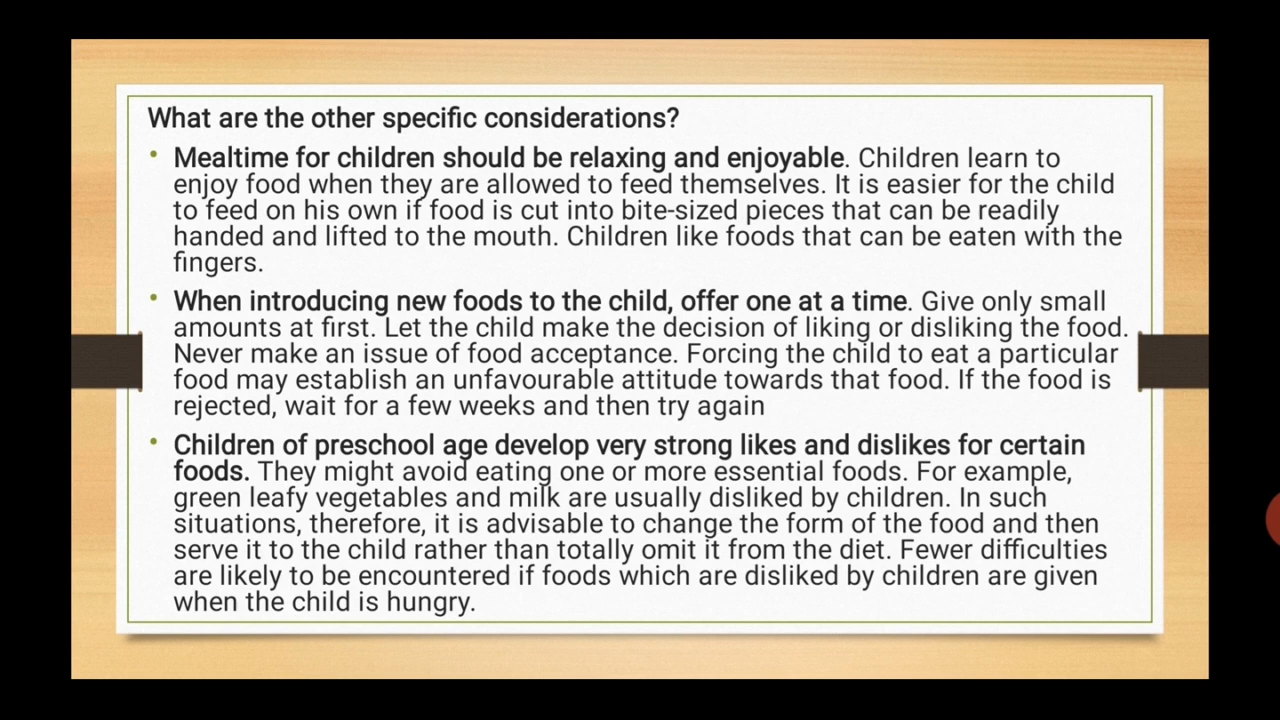 What are the other specific considerations?
• Mealtime for children should be relaxing and enjoyable. Children learn to
enjoy food when they are allowed to feed themselves. It is easier for the child
to feed on his own if food is cut into bite-sized pieces that can be readily
handed and lifted to the mouth. Children like foods that can be eaten with the
fingers.
• When introducing new foods to the child, offer one at a time. Give only small
amounts at first. Let the child make the decision of liking or disliking the food.
Never make an issue of food acceptance. Forcing the child to eat a particular
food may establish an unfavourable attitude towards that food. If the food is
rejected, wait for a few weeks and then try again
• Children of preschool age develop very strong likes and dislikes for certain
foods. They might avoid eating one or more essential foods. For example,
green leafy vegetables and milk are usually disliked by children. In such
situations, therefore, it is advisable to change the form of the food and then
serve it to the child rather than totally omit it from the diet. Fewer difficulties
are likely to be encountered if foods which are disliked by children are given
when the child is hungry.